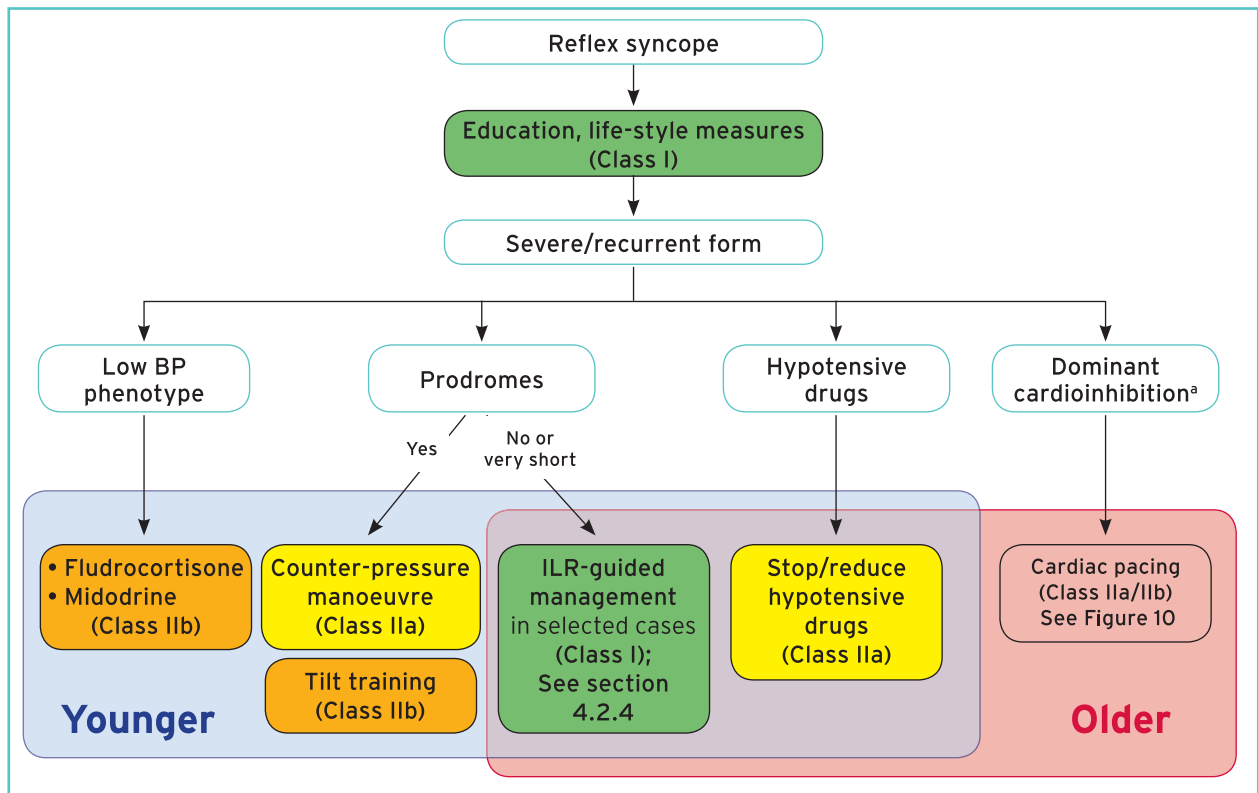 Reflex syncope
Education, life-style measures
(Class I)
Severe/recurrent form
Low BP
phenotype
Prodromes
Hypotensive
drugs
Dominant
cardioinhibitionᵃ
Yes
No or
very short
• Fludrocortisone
• Midodrine
(Class IIb)
Counter-pressure
manoeuvre
(Class IIa)
Tilt training
(Class IIb)
ILR-guided
management
in selected cases
(Class I);
See section
4.2.4
Stop/reduce
hypotensive
drugs
(Class IIa)
Cardiac pacing
(Class IIa/IIb)
See Figure 10
Younger
Older